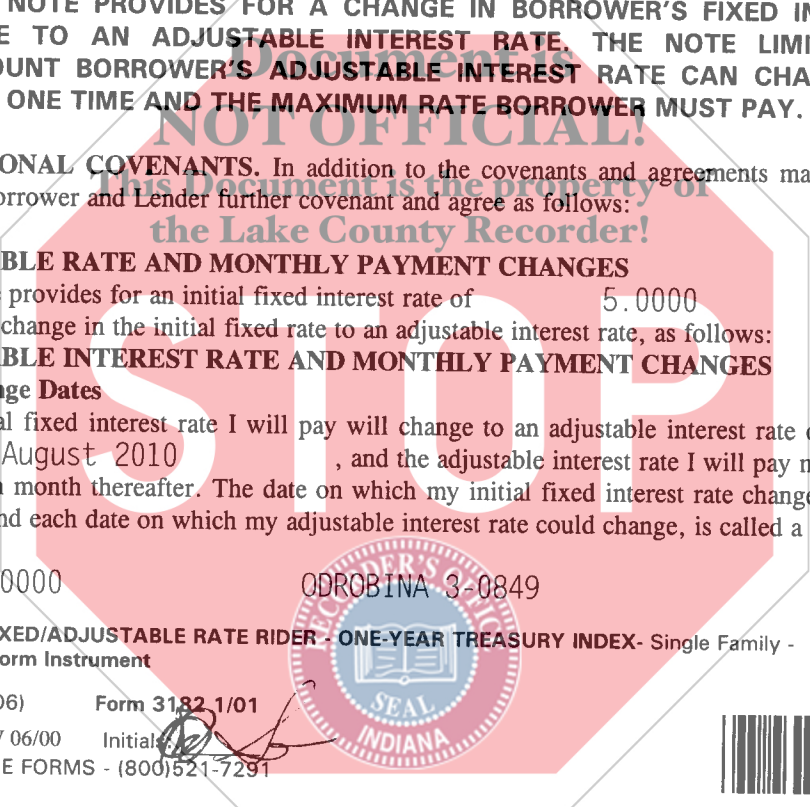 NOTE PROVIDES FOR A CHANGE IN BORROWER'S FIXED IN
E TO AN ADJUSTABLE INTEREST RATE. THE NOTE LIMI
OUNT BORROWER'S ADJUSTABLE INTEREST RATE CAN CHA
ONE TIME AND THE MAXIMUM RATE BORROWER MUST PAY.
Document is
NOT OFFICIAL!
This Document is the property of
the Lake County Recorder!
STOP
ONAL COVENANTS. In addition to the covenants and agreements ma
orrower and Lender further covenant and agree as follows:
BLE RATE AND MONTHLY PAYMENT CHANGES
provides for an initial fixed interest rate of 5.0000
change in the initial fixed rate to an adjustable interest rate, as follows:
BLE INTEREST RATE AND MONTHLY PAYMENT CHANGES
nge Dates
al fixed interest rate I will pay will change to an adjustable interest rate
August 2010 , and the adjustable interest rate I will pay m
month thereafter. The date on which my initial fixed interest rate change
nd each date on which my adjustable interest rate could change, is called a
0000 ODROBINA 3-0849
XED/ADJUSTABLE RATE RIDER - ONE-YEAR TREASURY INDEX- Single Family -
orm Instrument
06) Form 3182 1/01
06/00 Initials:
E FORMS - (800)521-7291
RECORDER'S OFFICE
SEAL
INDIANA